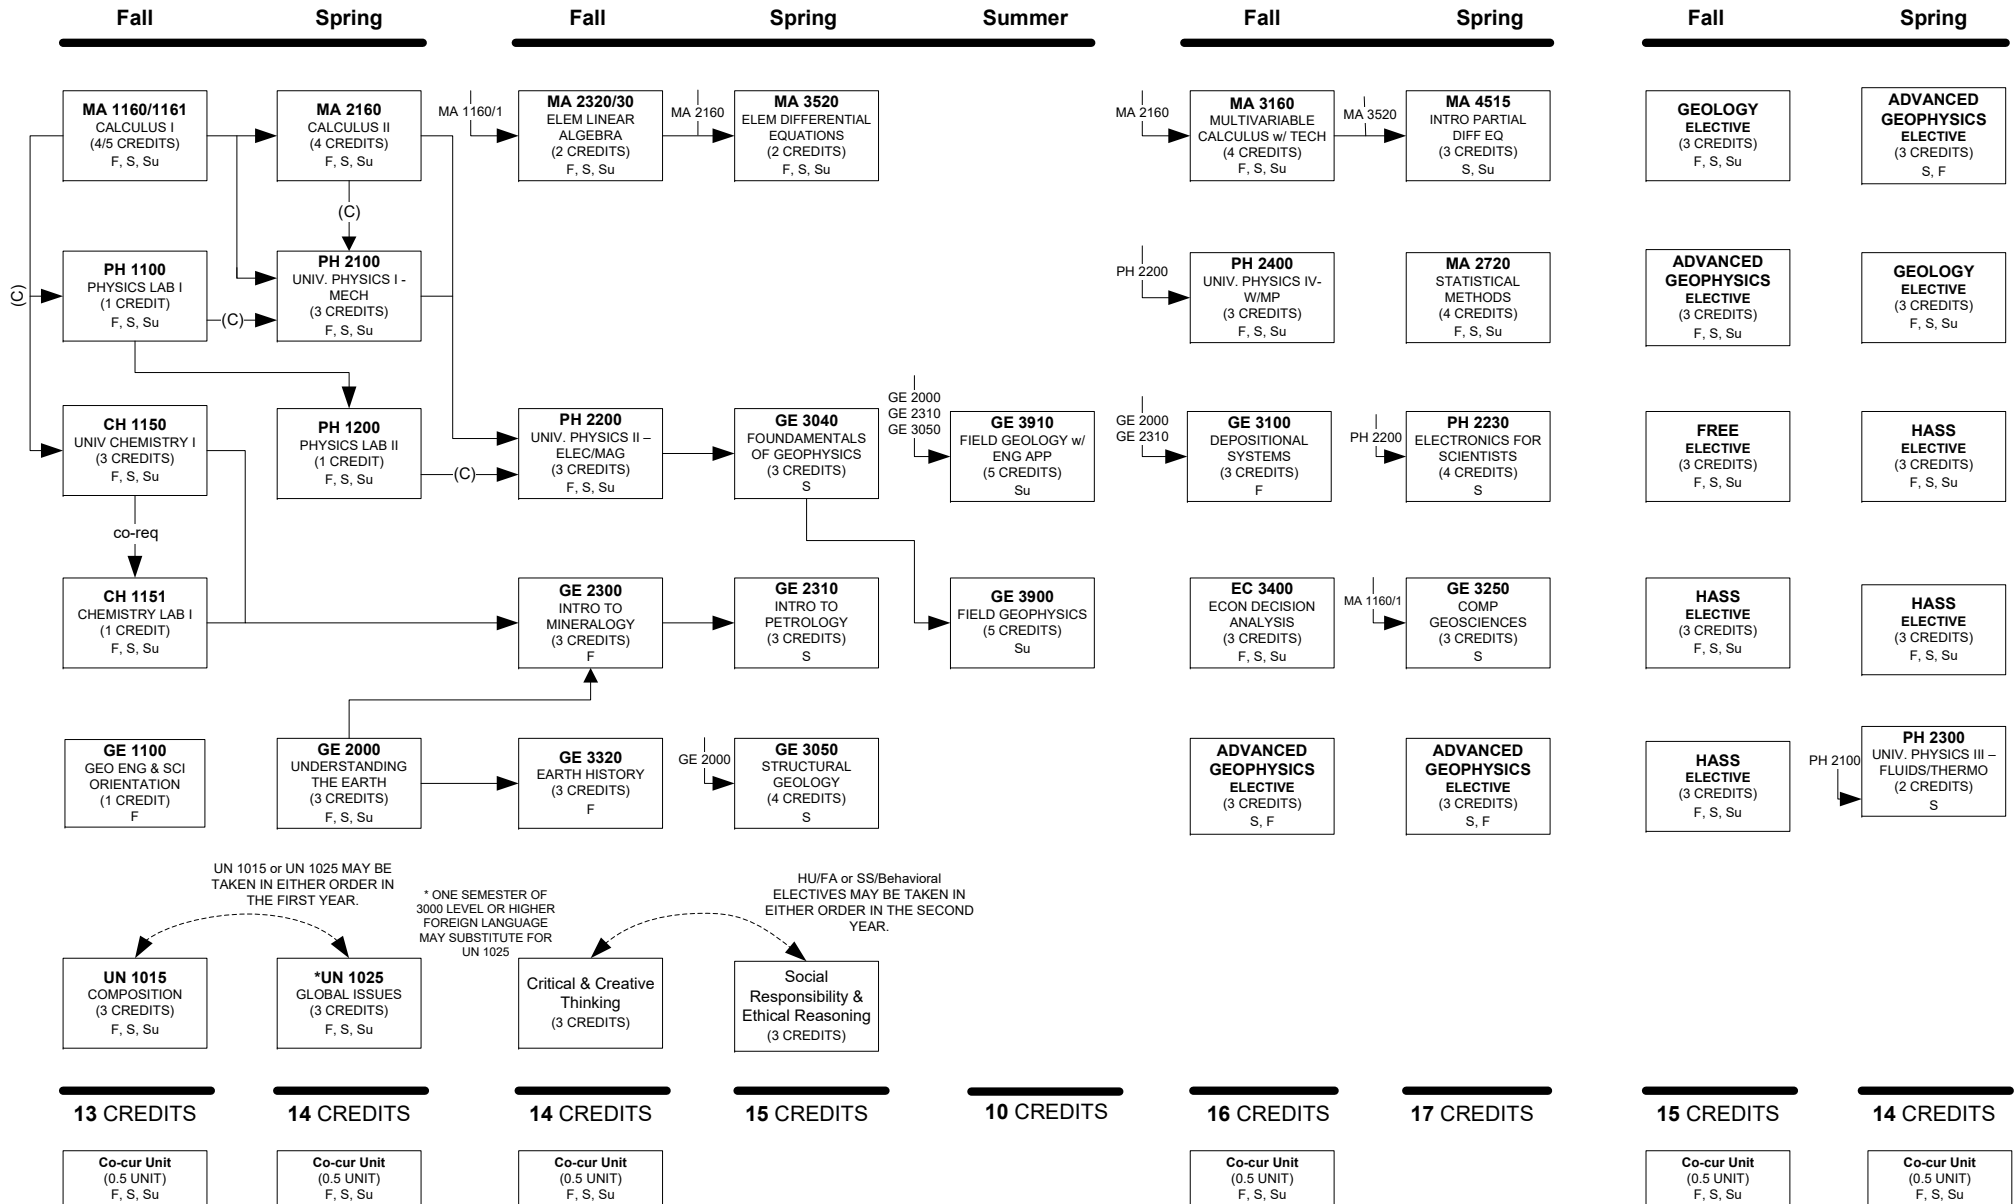 Fall
Spring
Fall
Spring
Summer
Fall
Spring
Fall
Spring
MA 1160/1161
CALCULUS I
(4/5 CREDITS)
F, S, Su
MA 2160
CALCULUS II
(4 CREDITS)
F, S, Su
MA 1160/1
MA 2320/30
ELEM LINEAR
ALGEBRA
(2 CREDITS)
F, S, Su
MA 2160
MA 3520
ELEM DIFFERENTIAL
EQUATIONS
(2 CREDITS)
F, S, Su
MA 2160
MA 3160
MULTIVARIABLE
CALCULUS w/ TECH
(4 CREDITS)
F, S, Su
MA 3520
MA 4515
INTRO PARTIAL
DIFF EQ
(3 CREDITS)
S, Su
GEOLOGY
ELECTIVE
(3 CREDITS)
F, S, Su
ADVANCED
GEOPHYSICS
ELECTIVE
(3 CREDITS)
S, F
(C)
(C)
PH 1100
PHYSICS LAB I
(1 CREDIT)
F, S, Su
(C)
PH 2100
UNIV. PHYSICS I -
MECH
(3 CREDITS)
F, S, Su
PH 2200
PH 2400
UNIV. PHYSICS IV-
W/MP
(3 CREDITS)
F, S, Su
MA 2720
STATISTICAL
METHODS
(4 CREDITS)
F, S, Su
ADVANCED
GEOPHYSICS
ELECTIVE
(3 CREDITS)
F, S, Su
GEOLOGY
ELECTIVE
(3 CREDITS)
F, S, Su
CH 1150
UNIV CHEMISTRY I
(3 CREDITS)
F, S, Su
PH 1200
PHYSICS LAB II
(1 CREDIT)
F, S, Su
(C)
PH 2200
UNIV. PHYSICS II –
ELEC/MAG
(3 CREDITS)
F, S, Su
GE 3040
FOUNDAMENTALS
OF GEOPHYSICS
(3 CREDITS)
S
GE 2000
GE 2310
GE 3050
GE 3910
FIELD GEOLOGY w/
ENG APP
(5 CREDITS)
Su
GE 2000
GE 2310
GE 3100
DEPOSITIONAL
SYSTEMS
(3 CREDITS)
F
PH 2200
PH 2230
ELECTRONICS FOR
SCIENTISTS
(4 CREDITS)
S
FREE
ELECTIVE
(3 CREDITS)
F, S, Su
HASS
ELECTIVE
(3 CREDITS)
F, S, Su
co-req
CH 1151
CHEMISTRY LAB I
(1 CREDIT)
F, S, Su
GE 2300
INTRO TO
MINERALOGY
(3 CREDITS)
F
GE 2310
INTRO TO
PETROLOGY
(3 CREDITS)
S
GE 3900
FIELD GEOPHYSICS
(5 CREDITS)
Su
EC 3400
ECON DECISION
ANALYSIS
(3 CREDITS)
F, S, Su
MA 1160/1
GE 3250
COMP
GEOSCIENCES
(3 CREDITS)
S
HASS
ELECTIVE
(3 CREDITS)
F, S, Su
HASS
ELECTIVE
(3 CREDITS)
F, S, Su
GE 1100
GEO ENG & SCI
ORIENTATION
(1 CREDIT)
F
GE 2000
UNDERSTANDING
THE EARTH
(3 CREDITS)
F, S, Su
GE 3320
EARTH HISTORY
(3 CREDITS)
F
GE 2000
GE 3050
STRUCTURAL
GEOLOGY
(4 CREDITS)
S
ADVANCED
GEOPHYSICS
ELECTIVE
(3 CREDITS)
S, F
ADVANCED
GEOPHYSICS
ELECTIVE
(3 CREDITS)
S, F
HASS
ELECTIVE
(3 CREDITS)
F, S, Su
PH 2100
PH 2300
UNIV. PHYSICS III –
FLUIDS/THERMO
(2 CREDITS)
S
UN 1015 or UN 1025 MAY BE
TAKEN IN EITHER ORDER IN
THE FIRST YEAR.
* ONE SEMESTER OF
3000 LEVEL OR HIGHER
FOREIGN LANGUAGE
MAY SUBSTITUTE FOR
UN 1025
HU/FA or SS/Behavioral
ELECTIVES MAY BE TAKEN IN
EITHER ORDER IN THE SECOND
YEAR.
UN 1015
COMPOSITION
(3 CREDITS)
F, S, Su
*UN 1025
GLOBAL ISSUES
(3 CREDITS)
F, S, Su
Critical & Creative
Thinking
(3 CREDITS)
Social
Responsibility &
Ethical Reasoning
(3 CREDITS)
13 CREDITS
14 CREDITS
14 CREDITS
15 CREDITS
10 CREDITS
16 CREDITS
17 CREDITS
15 CREDITS
14 CREDITS
Co-cur Unit
(0.5 UNIT)
F, S, Su
Co-cur Unit
(0.5 UNIT)
F, S, Su
Co-cur Unit
(0.5 UNIT)
F, S, Su
Co-cur Unit
(0.5 UNIT)
F, S, Su
Co-cur Unit
(0.5 UNIT)
F, S, Su
Co-cur Unit
(0.5 UNIT)
F, S, Su